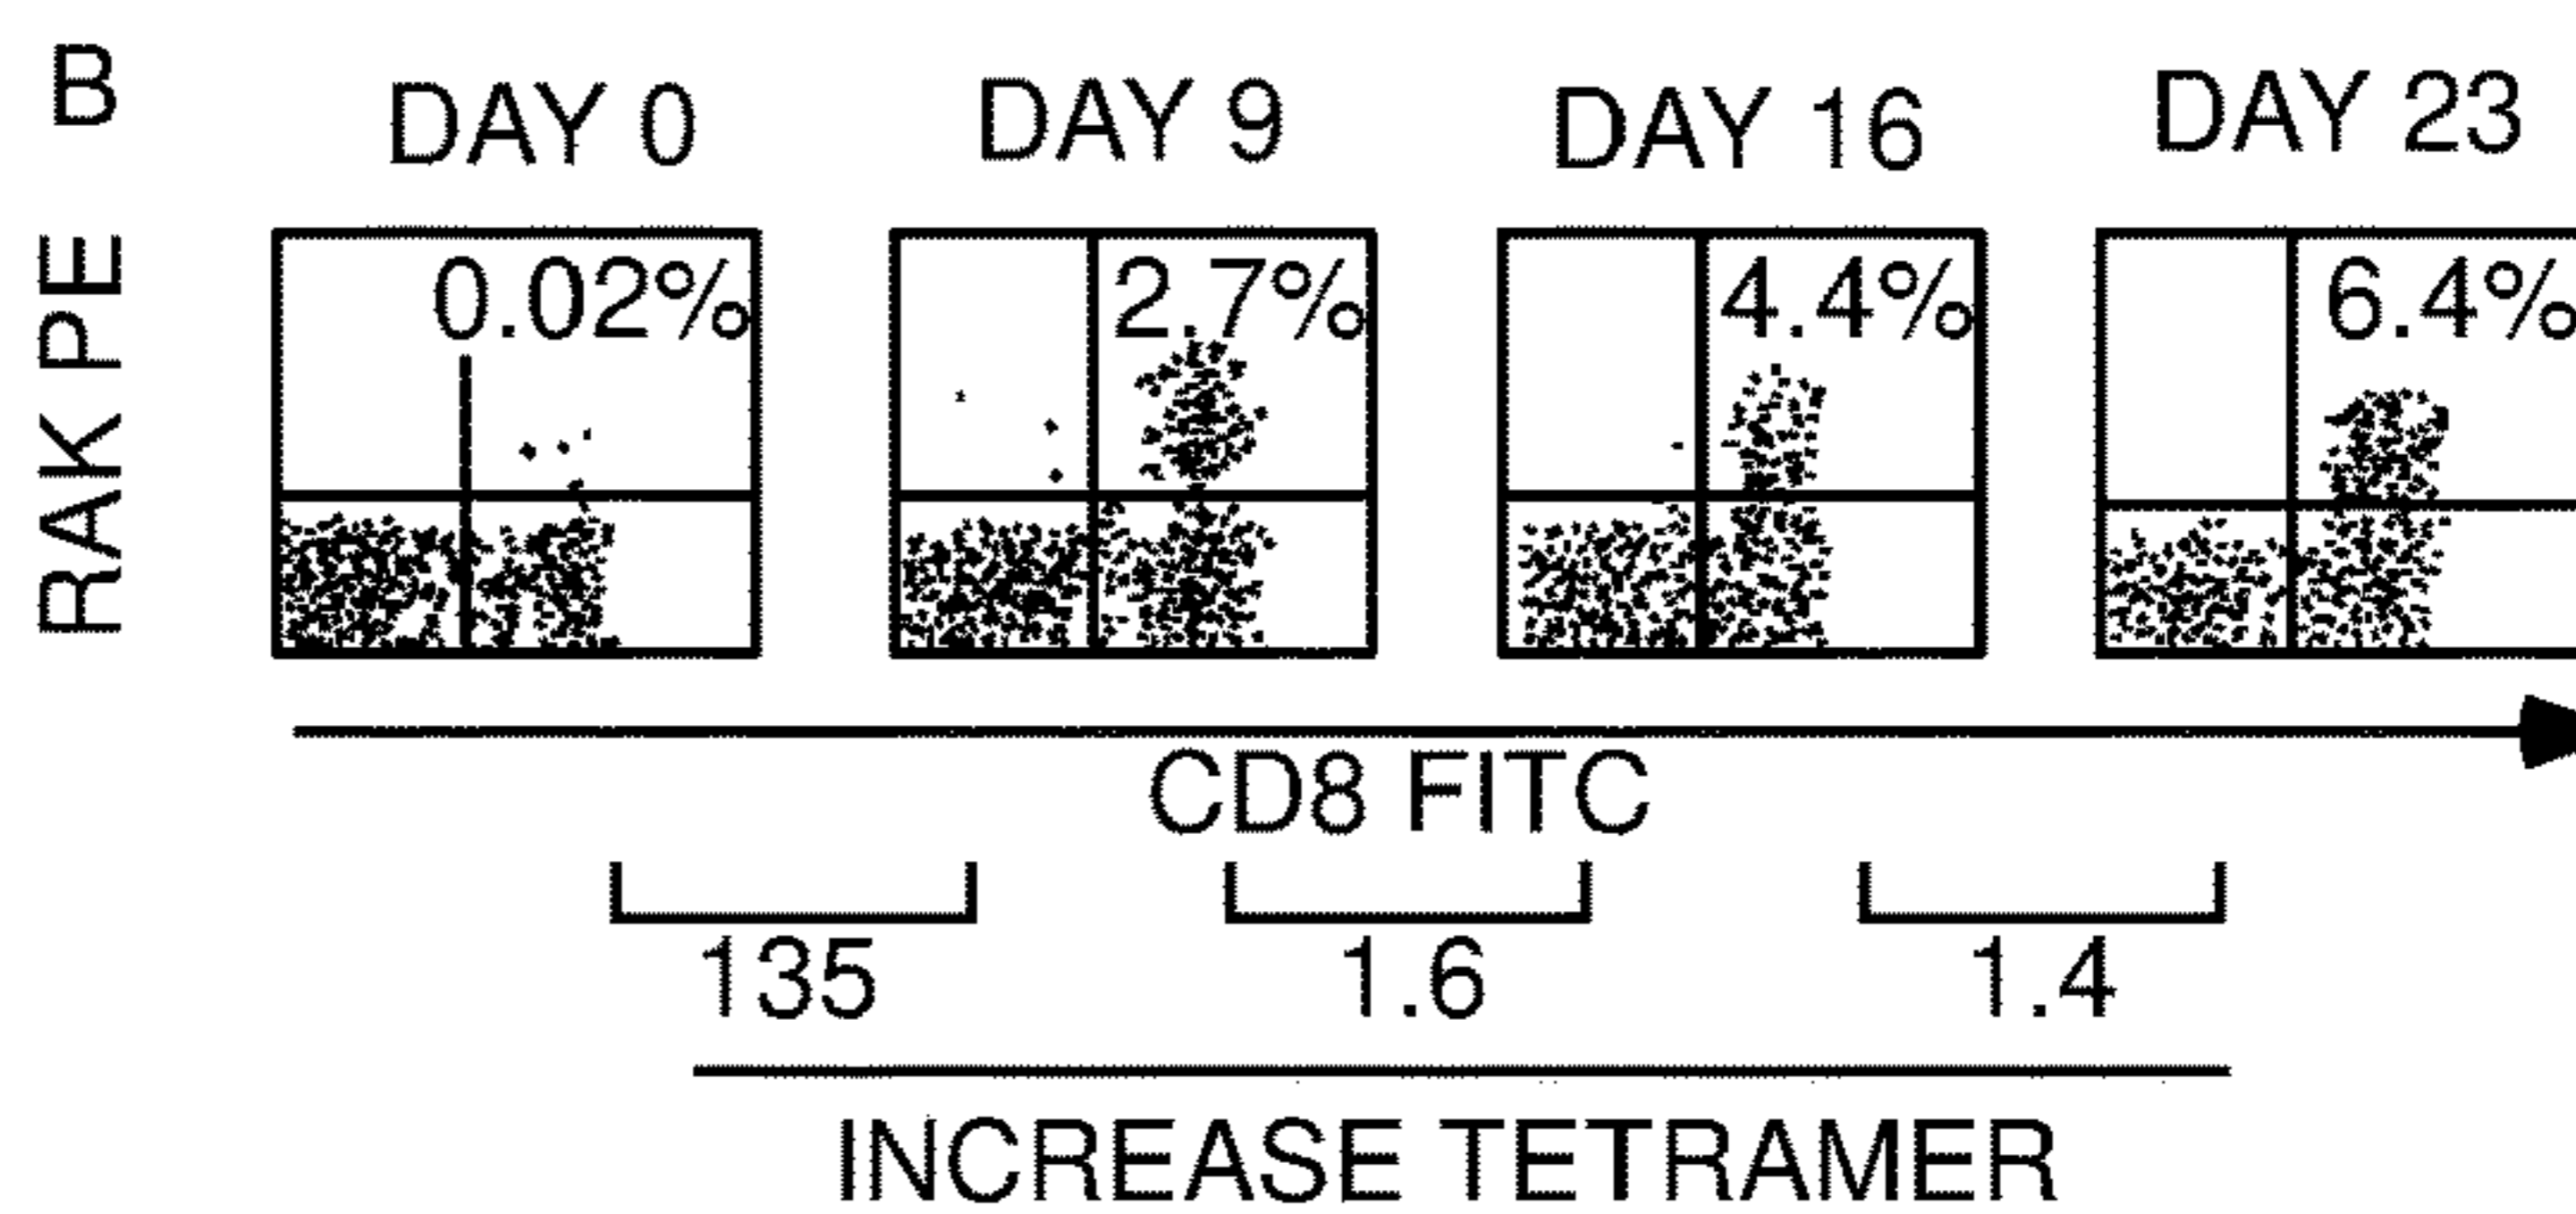 B
DAY 0 DAY 9 DAY 16 DAY 23
RAK PE
0.02% 2.7% 4.4% 6.4%
CD8 FITC
135 1.6 1.4
INCREASE TETRAMER